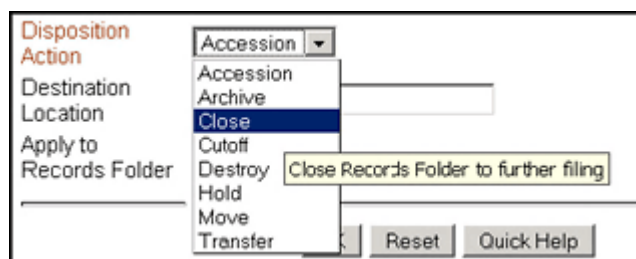 Disposition
Action
Accession
Accession
Destination
Location
Archive
Close
Apply to
Records Folder
Cutoff
Destroy
Close Records Folder to further filing
Hold
Move
Transfer
Reset
Quick Help